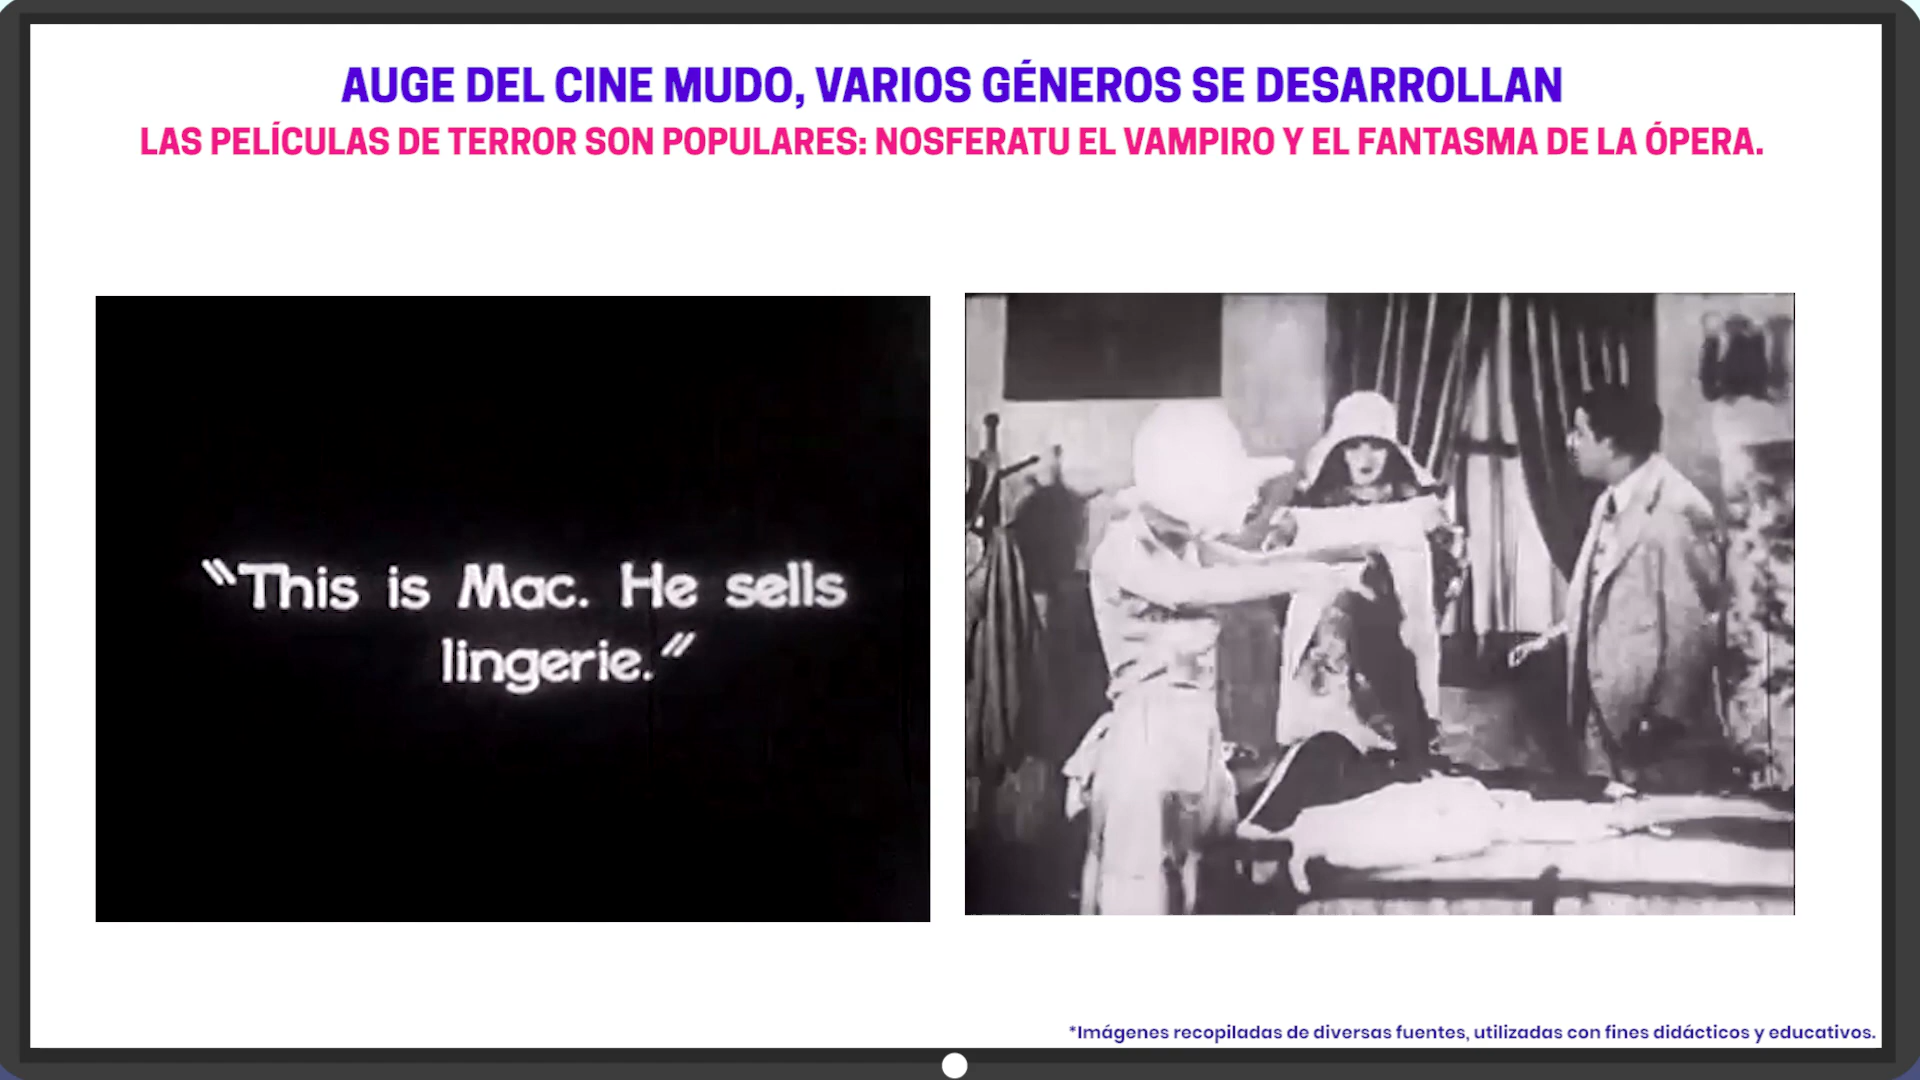 AUGE DEL CINE MUDO, VARIOS GÉNEROS SE DESARROLLAN
LAS PELÍCULAS DE TERROR SON POPULARES: NOSFERATU EL VAMPIRO Y EL FANTASMA DE LA ÓPERA.
"This is Mac. He sells
lingerie."
*Imágenes recopiladas de diversas fuentes, utilizadas con fines didácticos y educativos.